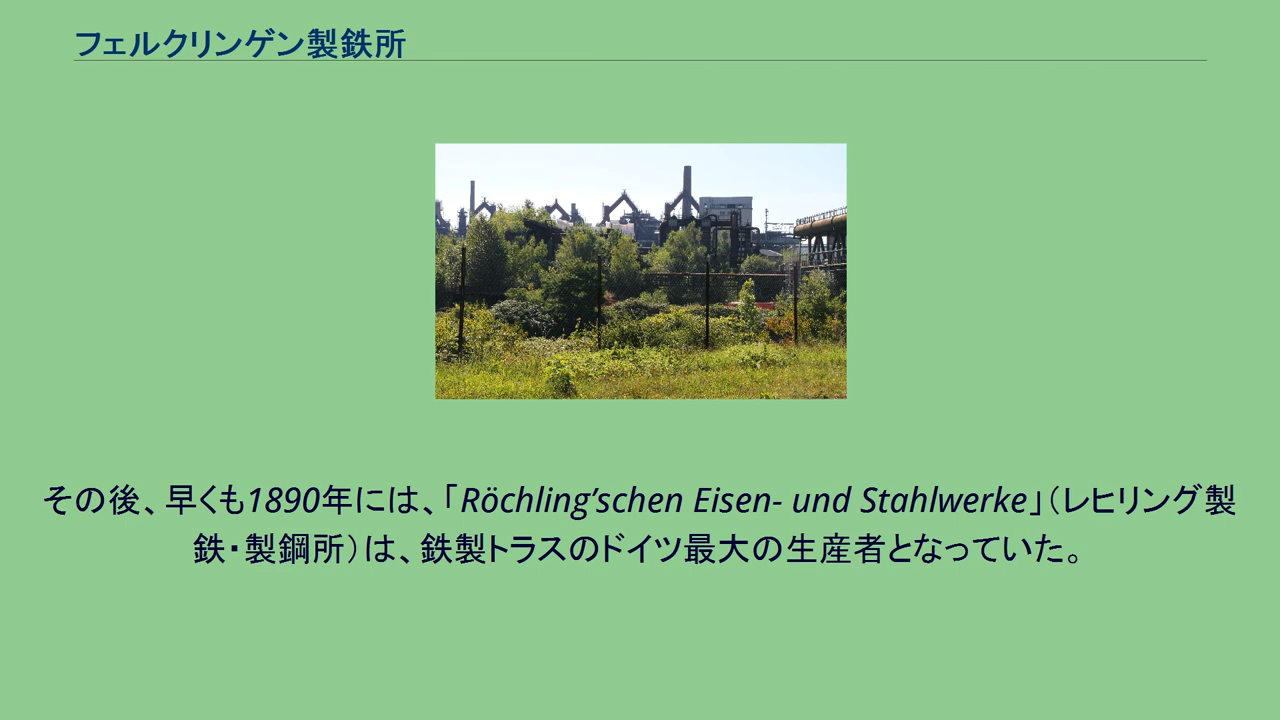 フェルクリンゲン製鉄所
その後、早くも1890年には、「Röchling’schen Eisen- und Stahlwerke」（レヒリング製
鉄・製鋼所）は、鉄製トラスのドイツ最大の生産者となっていた。